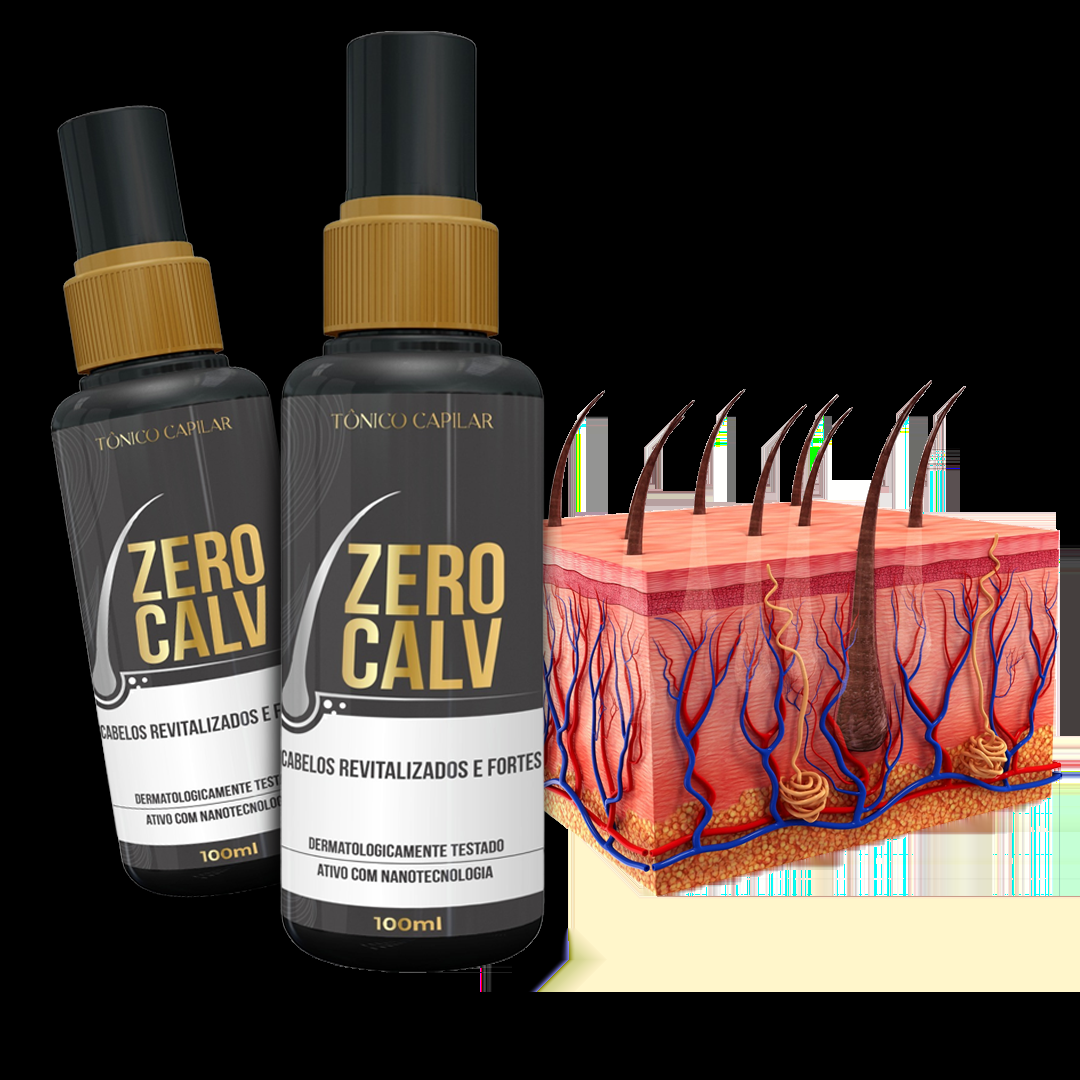 TÔNICO CAPILAR
ZERO
CALV
CABELOS REVITALIZADOS E F
DERMATOLOGICAMENTE TEST
ATIVO COM NANOTECNOLOG
100ml
TÔNICO CAPILAR
ZERO
CALV
CABELOS REVITALIZADOS E FORTES
DERMATOLOGICAMENTE TESTADO
ATIVO COM NANOTECNOLOGIA
100ml